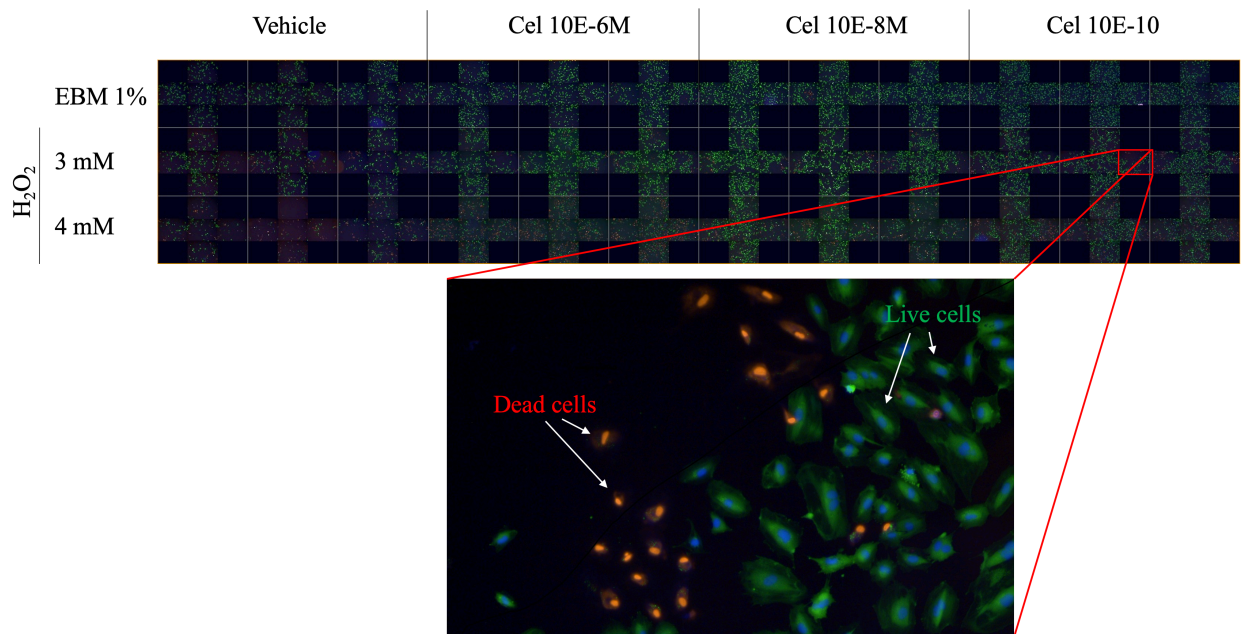 Vehicle
Cel 10E-6M
Cel 10E-8M
Cel 10E-10
EBM 1%
H₂O₂
3 mM
4 mM
Live cells
Dead cells